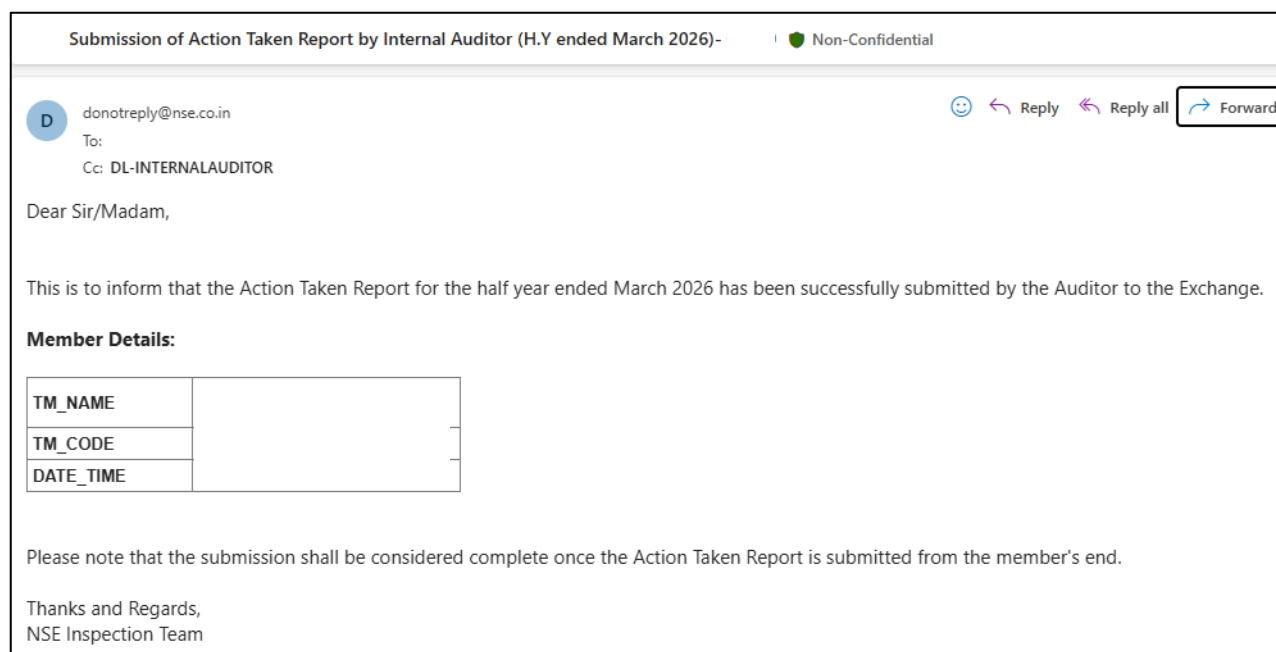 Submission of Action Taken Report by Internal Auditor (H.Y ended March 2026)- Non-Confidential
D
donotreply@nse.co.in
Reply Reply all Forward
To:
Cc: DL-INTERNALAUDITOR
Dear Sir/Madam,
This is to inform that the Action Taken Report for the half year ended March 2026 has been successfully submitted by the Auditor to the Exchange.
Member Details:
TM_NAME
TM_CODE
DATE_TIME
Please note that the submission shall be considered complete once the Action Taken Report is submitted from the member's end.
Thanks and Regards,
NSE Inspection Team